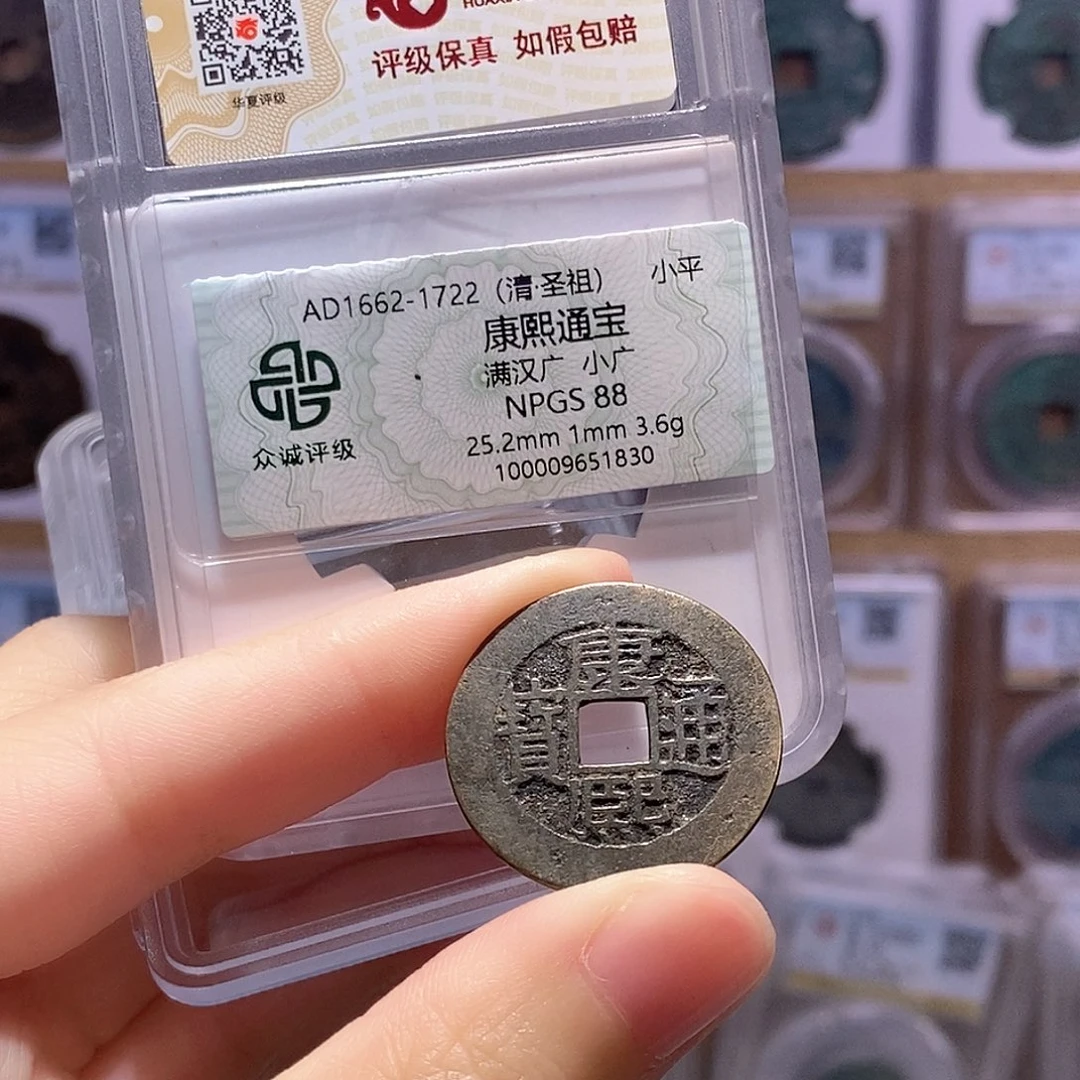 华夏评级
评级保真 如假包赔
AD1662-1722（清·圣祖） 小平
康熙通宝
满汉广 小广
NPGS 88
25.2mm 1mm 3.6g
100009651830
众诚评级
康
寶 通
熙